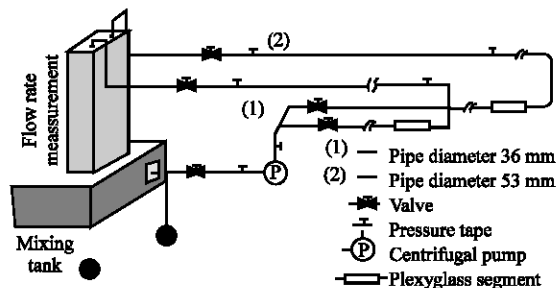 (2)
Flow rate
meassurement
(1)
(1)
(2)
Pipe diameter 36 mm
Pipe diameter 53 mm
Valve
Pressure tape
P
Centrifugal pump
P
Plexyglass segment
Mixing
tank